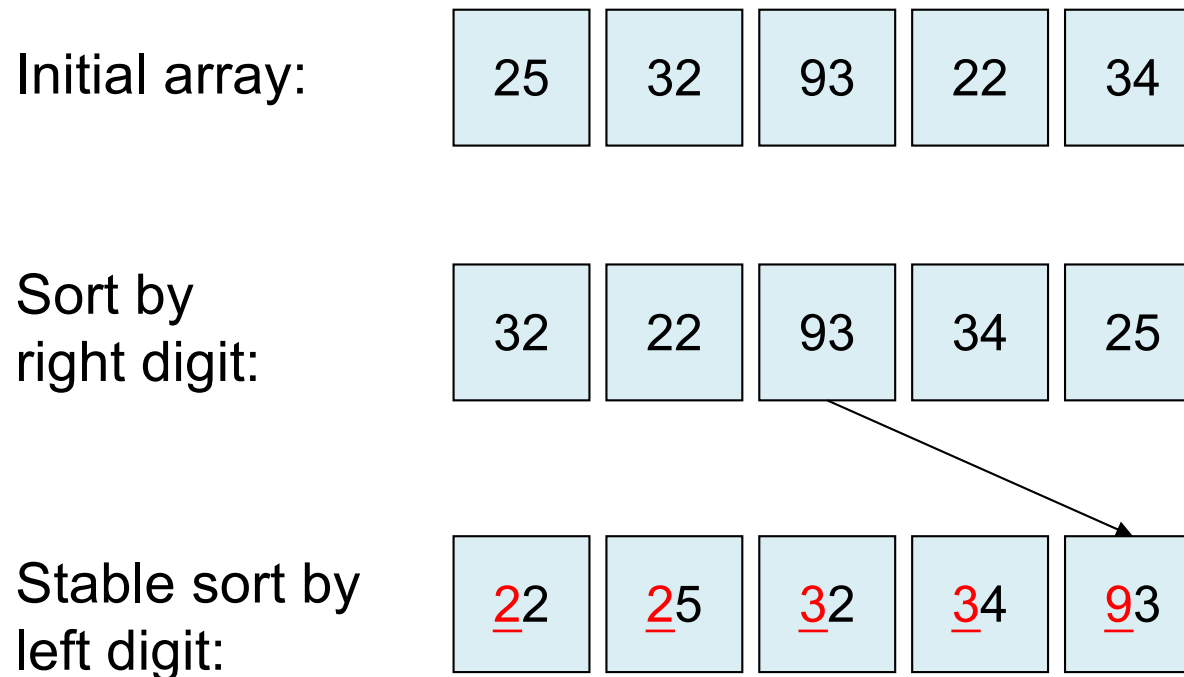 Initial array: 25 32 93 22 34
Sort by
right digit: 32 22 93 34 25
Stable sort by
left digit: 22 25 32 34 93